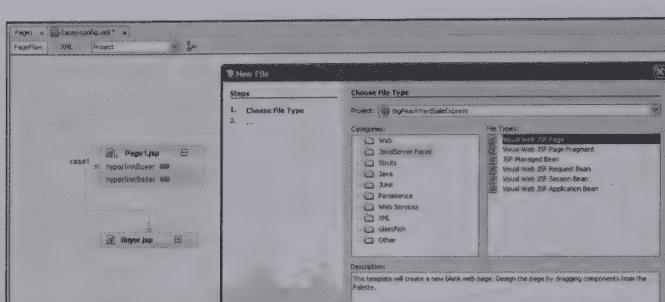 Page1 x faces-config.xml * x
PageFlow XML Project
New File
Steps
1. Choose File Type
2. ...
Choose File Type
Project: BigPeachYardSaleExpress
Categories:
Web
JavaServer Faces
Struts
Java
JUnit
Persistence
Web Services
XML
GlassFish
Other
File Types:
Visual Web JSF Page
Visual Web JSF Page Fragment
JSF Managed Bean
Visual Web JSF Request Bean
Visual Web JSF Session Bean
Visual Web JSF Application Bean
Description:
This template will create a new blank web page. Design the page by dragging components from the
Palette.
Page1.jsp
case1
hyperlinkBuyer
hyperlinkSeller
Buyer.jsp